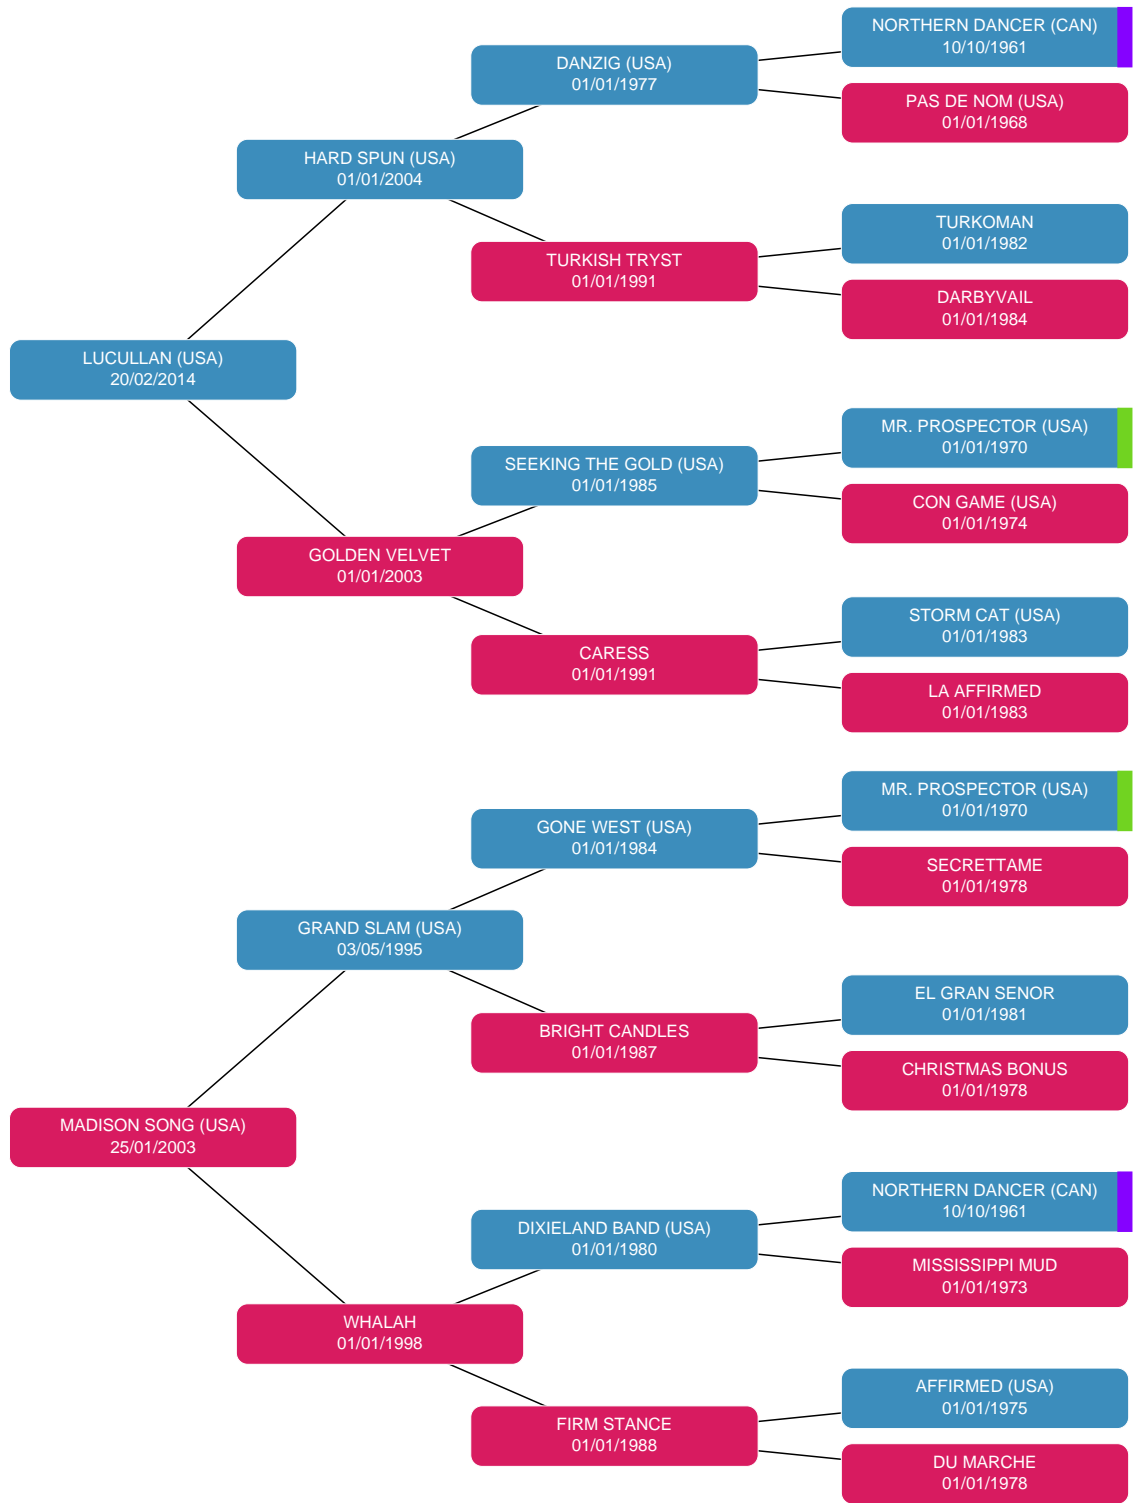 NORTHERN DANCER (CAN)
10/10/1961
DANZIG (USA)
01/01/1977
PAS DE NOM (USA)
01/01/1968
HARD SPUN (USA)
01/01/2004
TURKOMAN
01/01/1982
TURKISH TRYST
01/01/1991
DARBYVAIL
01/01/1984
LUCULLAN (USA)
20/02/2014
MR. PROSPECTOR (USA)
01/01/1970
SEEKING THE GOLD (USA)
01/01/1985
CON GAME (USA)
01/01/1974
GOLDEN VELVET
01/01/2003
STORM CAT (USA)
01/01/1983
CARESS
01/01/1991
LA AFFIRMED
01/01/1983
MR. PROSPECTOR (USA)
01/01/1970
GONE WEST (USA)
01/01/1984
SECRETTAME
01/01/1978
GRAND SLAM (USA)
03/05/1995
EL GRAN SENOR
01/01/1981
BRIGHT CANDLES
01/01/1987
CHRISTMAS BONUS
01/01/1978
MADISON SONG (USA)
25/01/2003
NORTHERN DANCER (CAN)
10/10/1961
DIXIELAND BAND (USA)
01/01/1980
MISSISSIPPI MUD
01/01/1973
WHALAH
01/01/1998
AFFIRMED (USA)
01/01/1975
FIRM STANCE
01/01/1988
DU MARCHE
01/01/1978